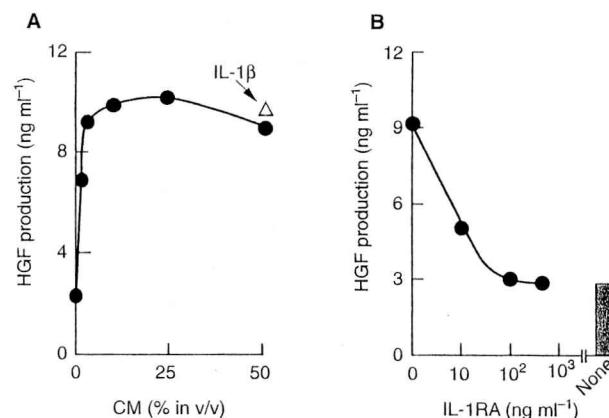 A
HGF production (ng ml⁻¹)
12
8
4
0
IL-1β
0 25 50
CM (% in v/v)
B
HGF production (ng ml⁻¹)
12
9
6
3
0
0 10 10² 10³
None
IL-1RA (ng ml⁻¹)